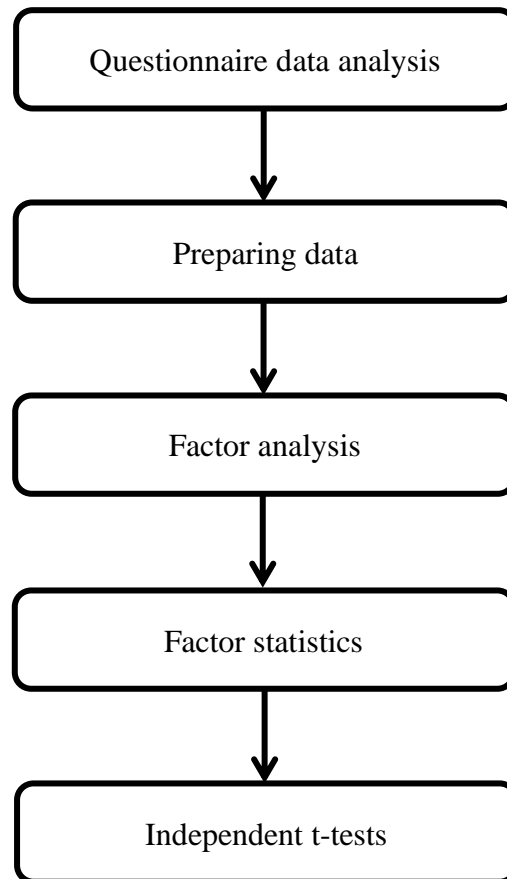 Questionnaire data analysis
Preparing data
Factor analysis
Factor statistics
Independent t-tests